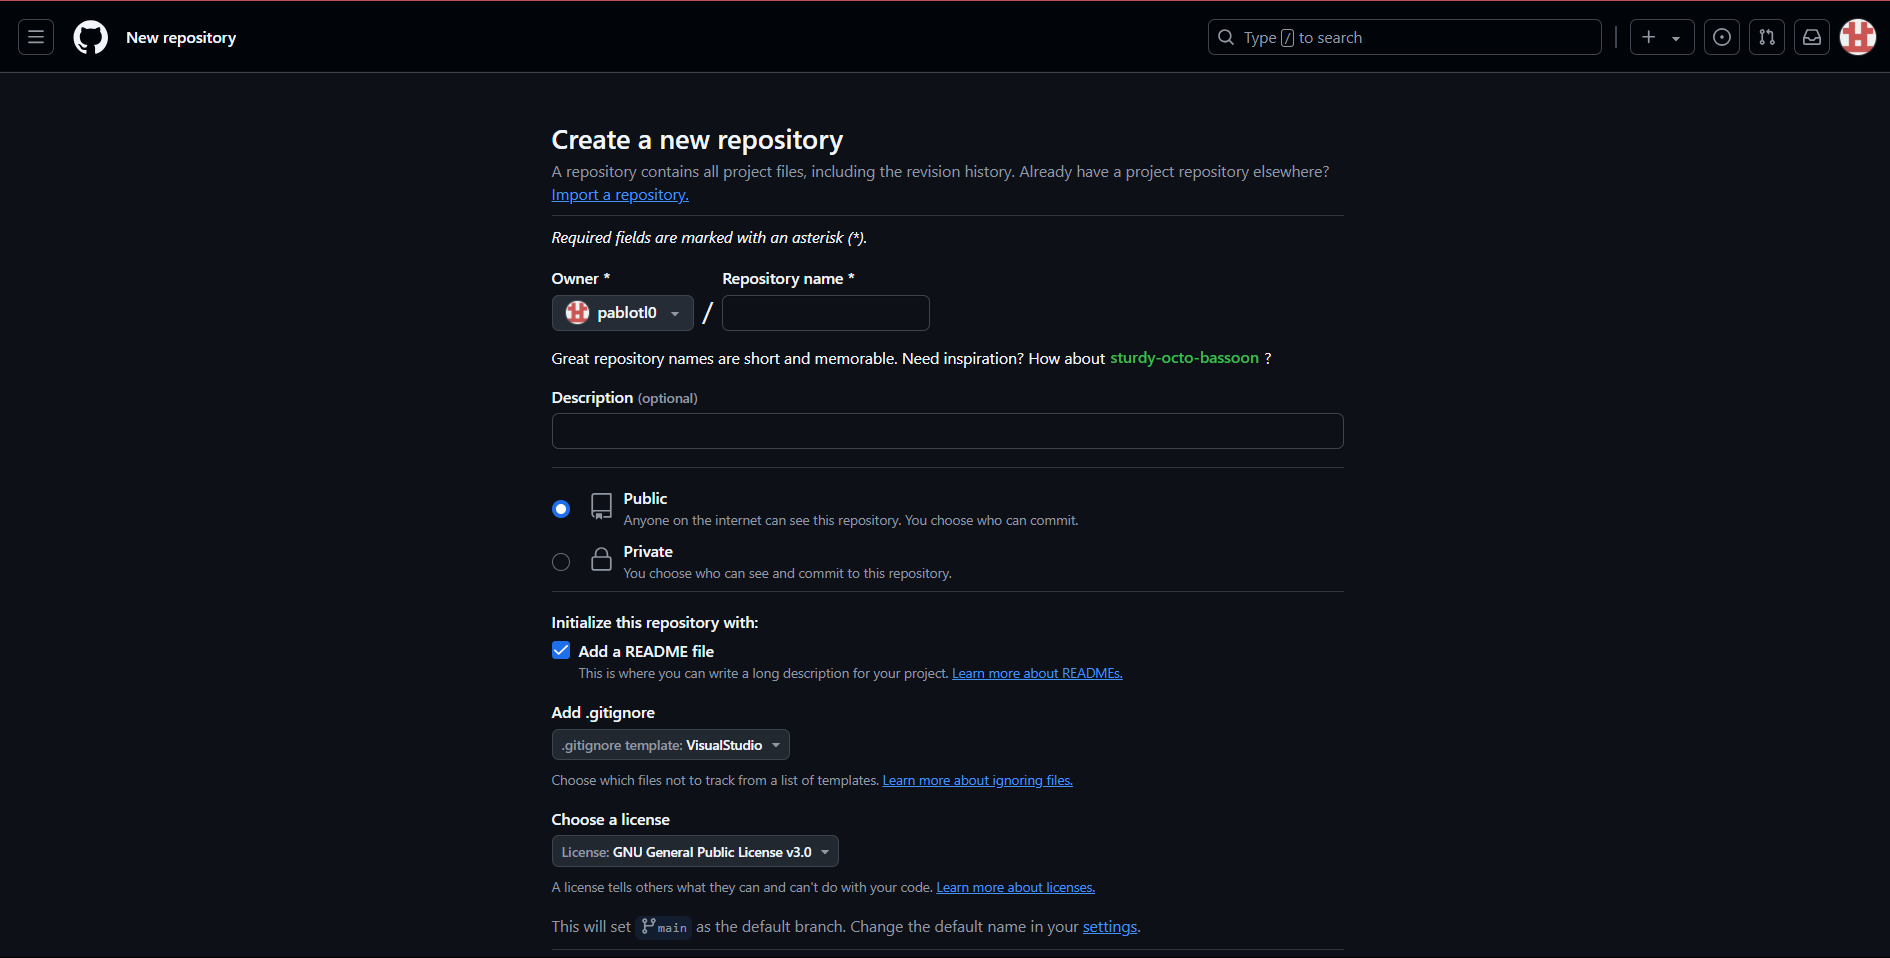 New repository
Type / to search
Create a new repository
A repository contains all project files, including the revision history. Already have a project repository elsewhere?
Import a repository.
Required fields are marked with an asterisk (*).
Owner * Repository name *
pablotl0 /
Great repository names are short and memorable. Need inspiration? How about sturdy-octo-bassoon ?
Description (optional)
Public
Anyone on the internet can see this repository. You choose who can commit.
Private
You choose who can see and commit to this repository.
Initialize this repository with:
Add a README file
This is where you can write a long description for your project. Learn more about READMEs.
Add .gitignore
.gitignore template: VisualStudio
Choose which files not to track from a list of templates. Learn more about ignoring files.
Choose a license
License: GNU General Public License v3.0
A license tells others what they can and can't do with your code. Learn more about licenses.
This will set main as the default branch. Change the default name in your settings.